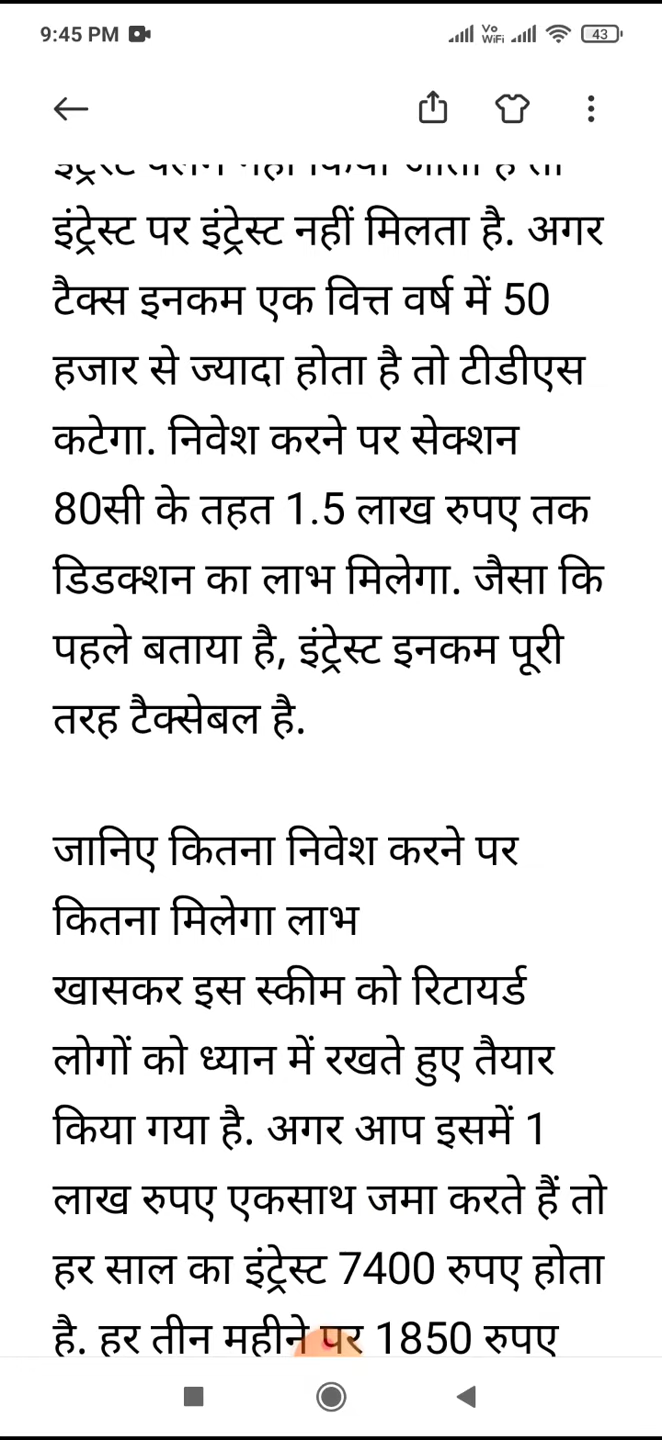 9:45 PM
Vo
WiFi
43
इंट्रेस्ट पर इंट्रेस्ट नहीं मिलता है. अगर
टैक्स इनकम एक वित्त वर्ष में 50
हजार से ज्यादा होता है तो टीडीएस
कटेगा. निवेश करने पर सेक्शन
80सी के तहत 1.5 लाख रुपए तक
डिडक्शन का लाभ मिलेगा. जैसा कि
पहले बताया है, इंट्रेस्ट इनकम पूरी
तरह टैक्सेबल है.
जानिए कितना निवेश करने पर
कितना मिलेगा लाभ
खासकर इस स्कीम को रिटायर्ड
लोगों को ध्यान में रखते हुए तैयार
किया गया है. अगर आप इसमें 1
लाख रुपए एकसाथ जमा करते हैं तो
हर साल का इंट्रेस्ट 7400 रुपए होता
है. हर तीन महीने पर 1850 रुपए